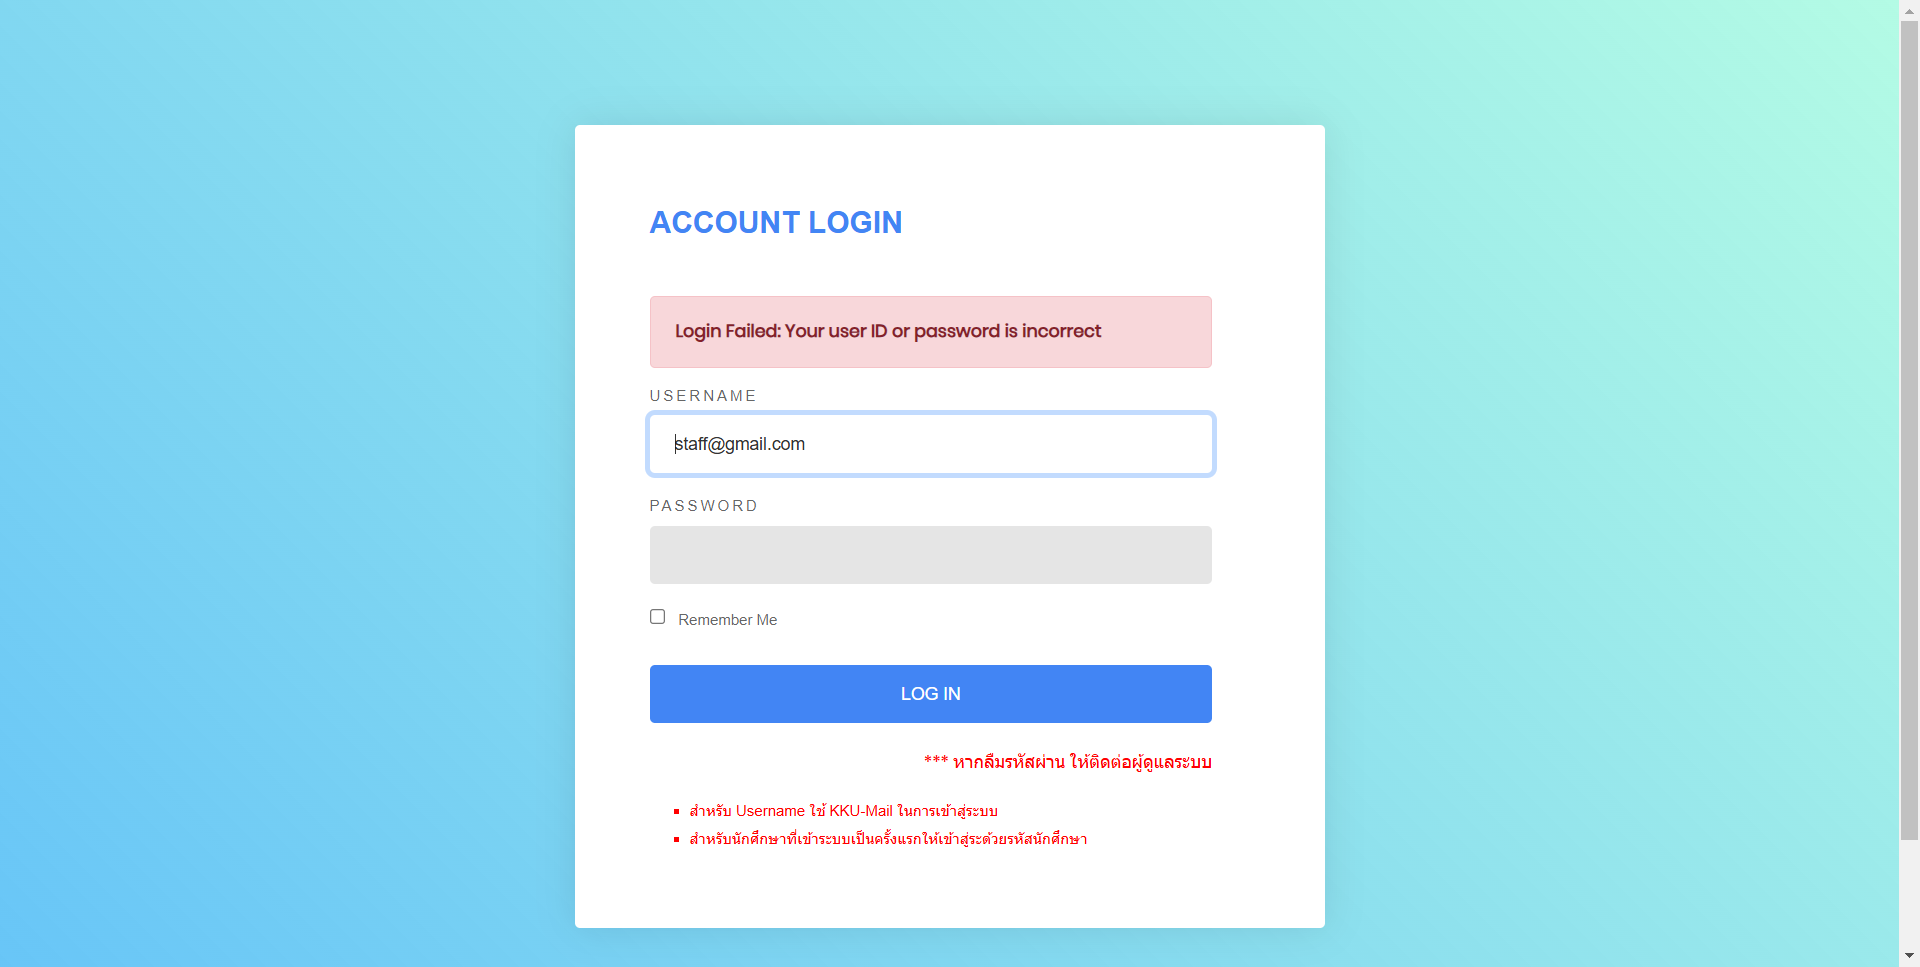 ACCOUNT LOGIN
Login Failed: Your user ID or password is incorrect
USERNAME
staff@gmail.com
PASSWORD
Remember Me
LOG IN
*** หากลืมรหัสผ่าน ให้ติดต่อผู้ดูแลระบบ
สำหรับ Username ใช้ KKU-Mail ในการเข้าสู่ระบบ
สำหรับนักศึกษาที่เข้าระบบเป็นครั้งแรกให้เข้าสู่ระด้วยรหัสนักศึกษา